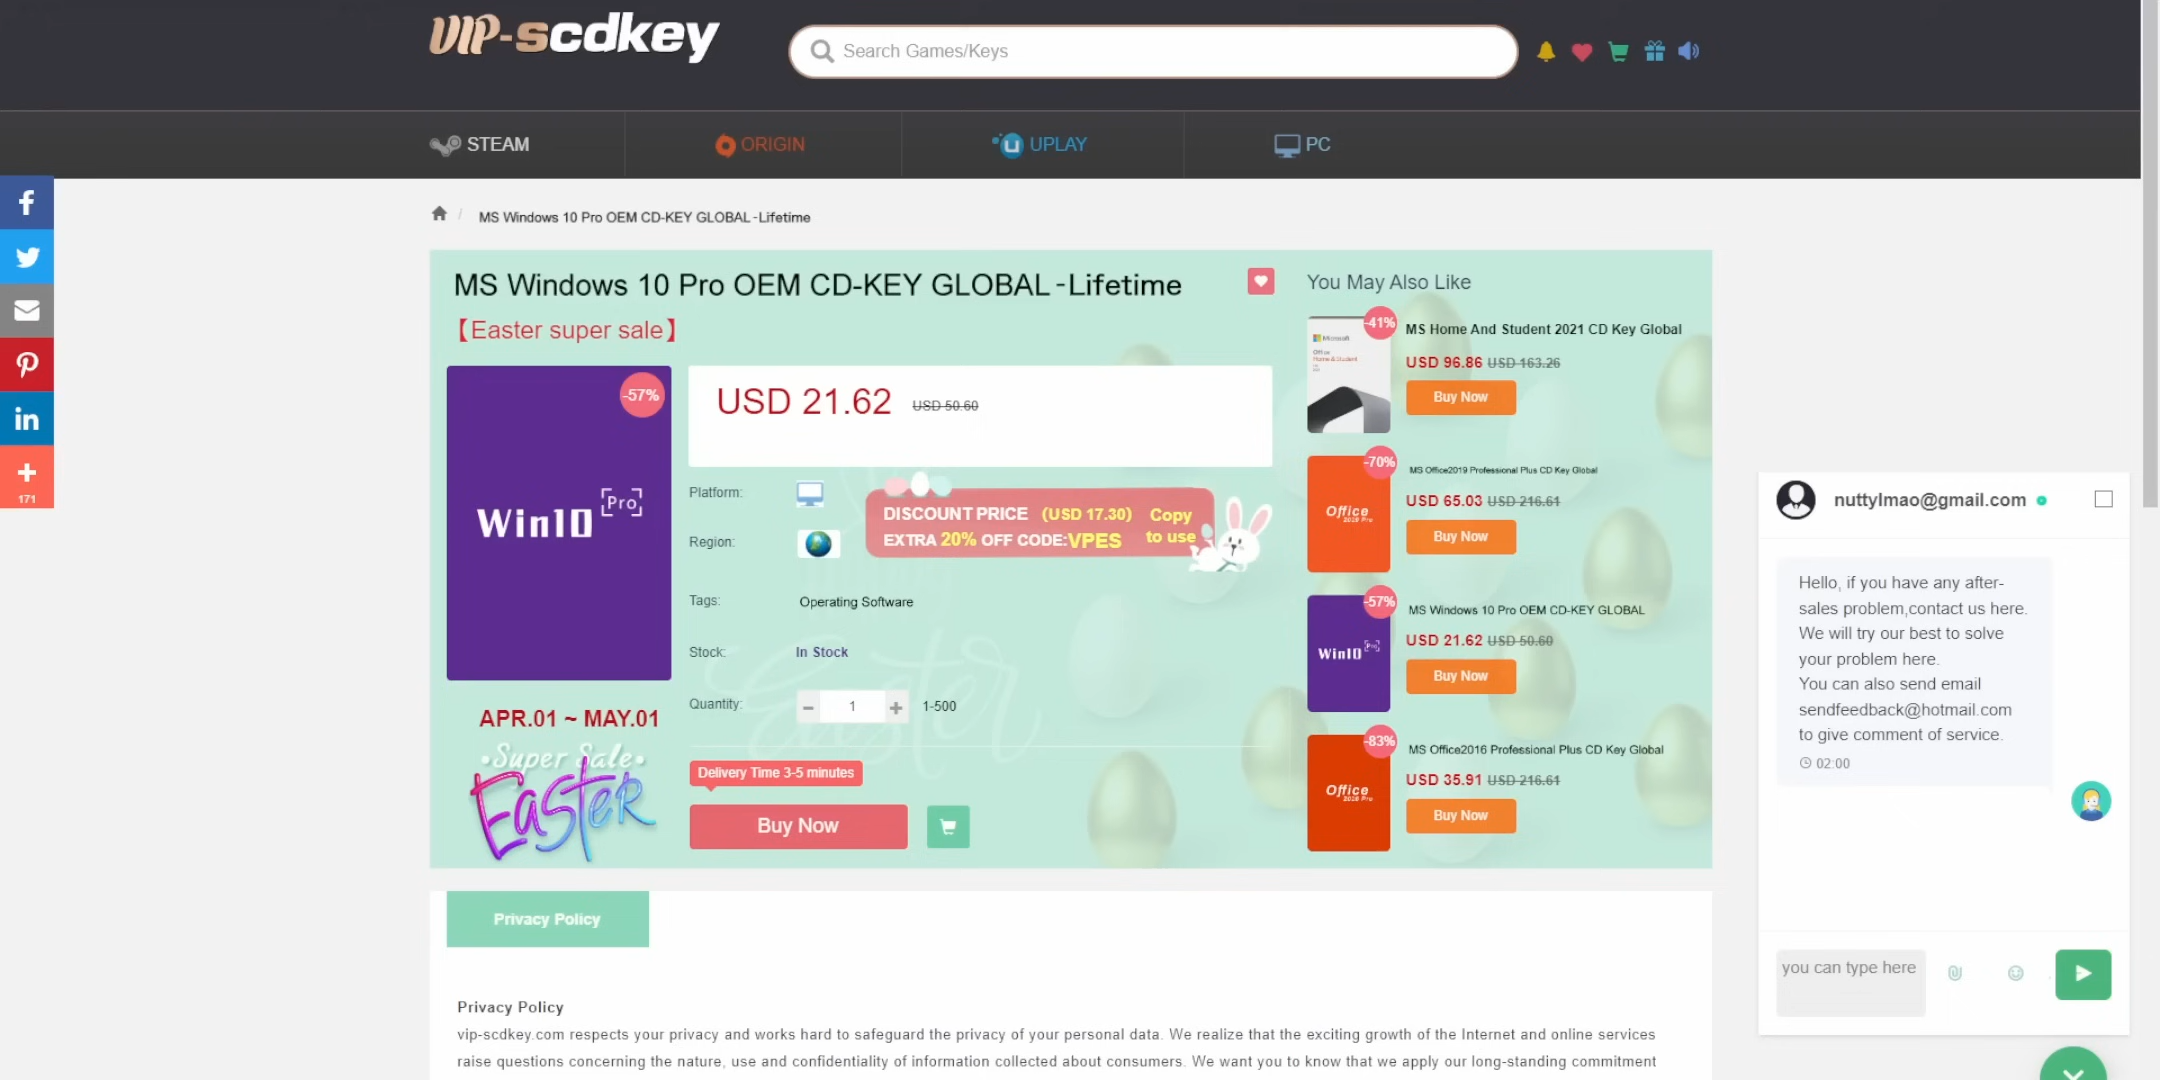 VIP-scdkey
Search Games/Keys
STEAM
ORIGIN
UPLAY
PC
MS Windows 10 Pro OEM CD-KEY GLOBAL-Lifetime
MS Windows 10 Pro OEM CD-KEY GLOBAL-Lifetime
【Easter super sale】
-57%
Win10 [Pro]
USD 21.62 USD 50.60
Platform:
DISCOUNT PRICE (USD 17.30) Copy
EXTRA 20% OFF CODE:VPES to use
Region:
Tags: Operating Software
Stock: In Stock
Quantity: - 1 + 1-500
APR.01 ~ MAY.01
•Super Sale•
Easter
Easter
Delivery Time 3-5 minutes
Buy Now
You May Also Like
-41%
Microsoft
Office
Home & Student
MS Home And Student 2021 CD Key Global
USD 96.86 USD 163.26
Buy Now
-70%
Office
MS Office2019 Professional Plus CD Key Global
USD 65.03 USD 216.61
Buy Now
-57%
Win10 [Pro]
MS Windows 10 Pro OEM CD-KEY GLOBAL
USD 21.62 USD 50.60
Buy Now
-83%
Office
MS Office2016 Professional Plus CD Key Global
USD 35.91 USD 216.61
Buy Now
171
Privacy Policy
Privacy Policy
vip-scdkey.com respects your privacy and works hard to safeguard the privacy of your personal data. We realize that the exciting growth of the Internet and online services
raise questions concerning the nature, use and confidentiality of information collected about consumers. We want you to know that we apply our long-standing commitment
nuttylmao@gmail.com
Hello, if you have any after-
sales problem,contact us here.
We will try our best to solve
your problem here.
You can also send email
sendfeedback@hotmail.com
to give comment of service.
02:00
you can type here